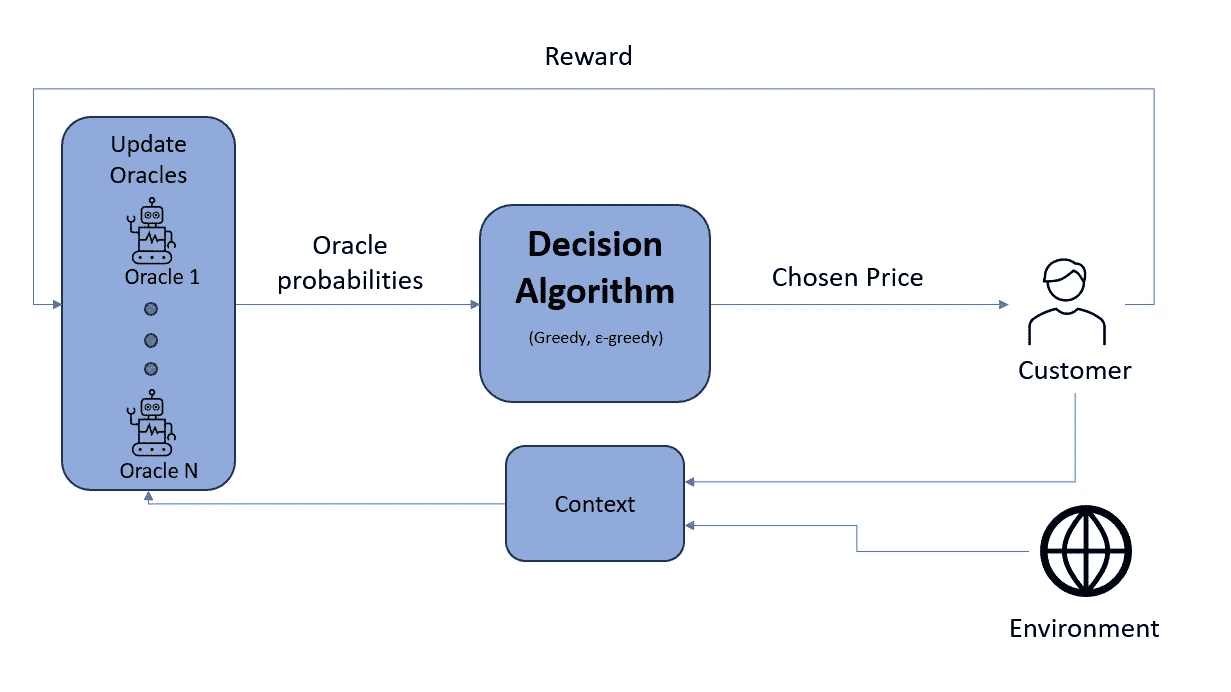 Reward
Update
Oracles
Oracle 1
Oracle N
Oracle
probabilities
Decision
Algorithm
(Greedy, ε-greedy)
Chosen Price
Customer
Context
Environment